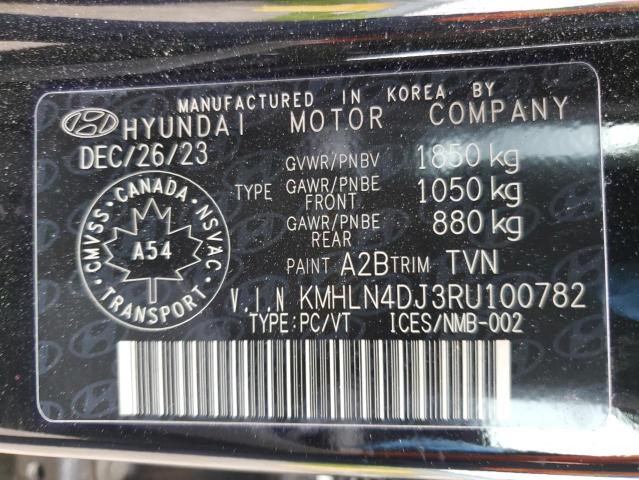 MANUFACTURED IN KOREA BY
HYUNDAI MOTOR COMPANY
DEC/26/23
GVWR/PNBV 1850 kg
TYPE GAWR/PNBE FRONT 1050 kg
GAWR/PNBE REAR 880 kg
CANADA
CMVSS NSVAC
A54
TRANSPORT
PAINT A2B TRIM TVN
V.I.N KMHLN4DJ3RU100782
TYPE:PC/VT ICES/NMB-002